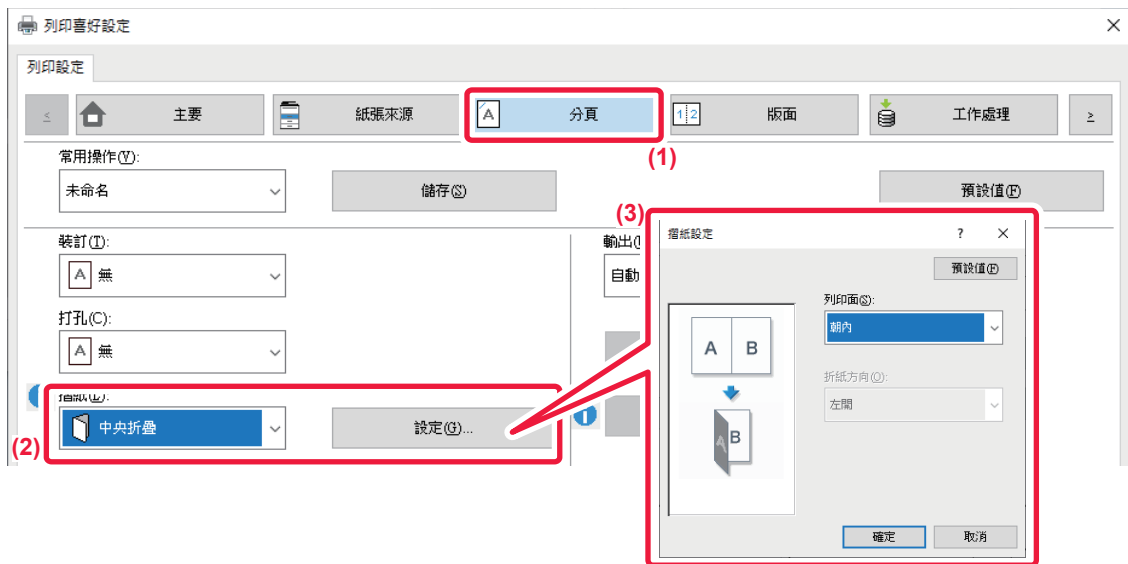 列印喜好設定
列印設定
≤
主要
紙張來源
A
分頁
1 2
版面
工作處理
≥
(1)
常用操作(V):
未命名
儲存(S)
預設值(F)
(3)
裝訂(T):
A 無
輸出(
自動
打孔(C):
A 無
中央折疊
設定(G)...
(2)
摺紙設定
?
預設值(F)
列印面(S):
朝內
A B
折紙方向(O):
左開
A B
確定
取消